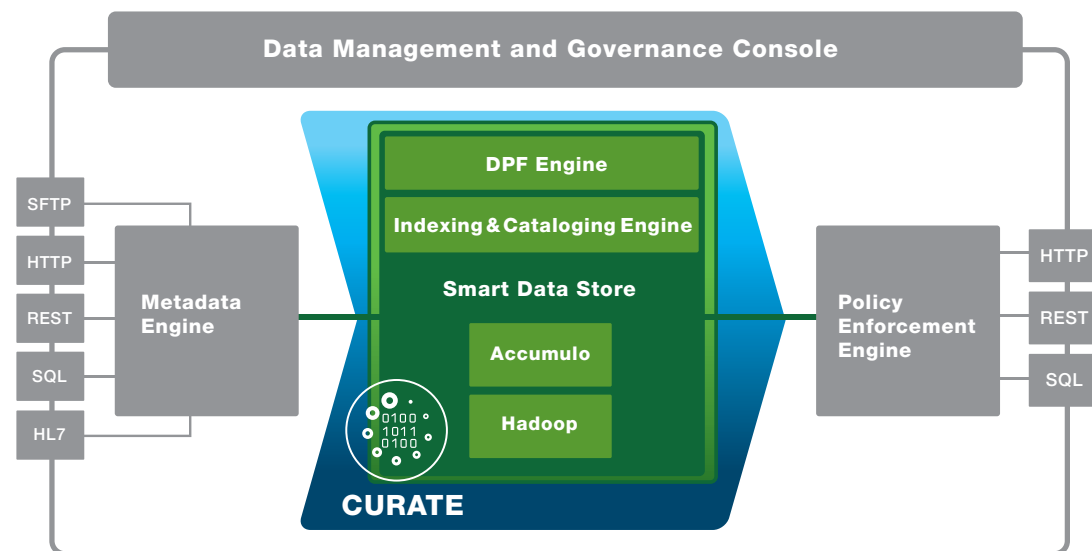 Data Management and Governance Console
SFTP
HTTP
REST
SQL
HL7
Metadata
Engine
DPF Engine
Indexing & Cataloging Engine
Smart Data Store
Accumulo
Hadoop
0100
1011
0100
CURATE
Policy
Enforcement
Engine
HTTP
REST
SQL